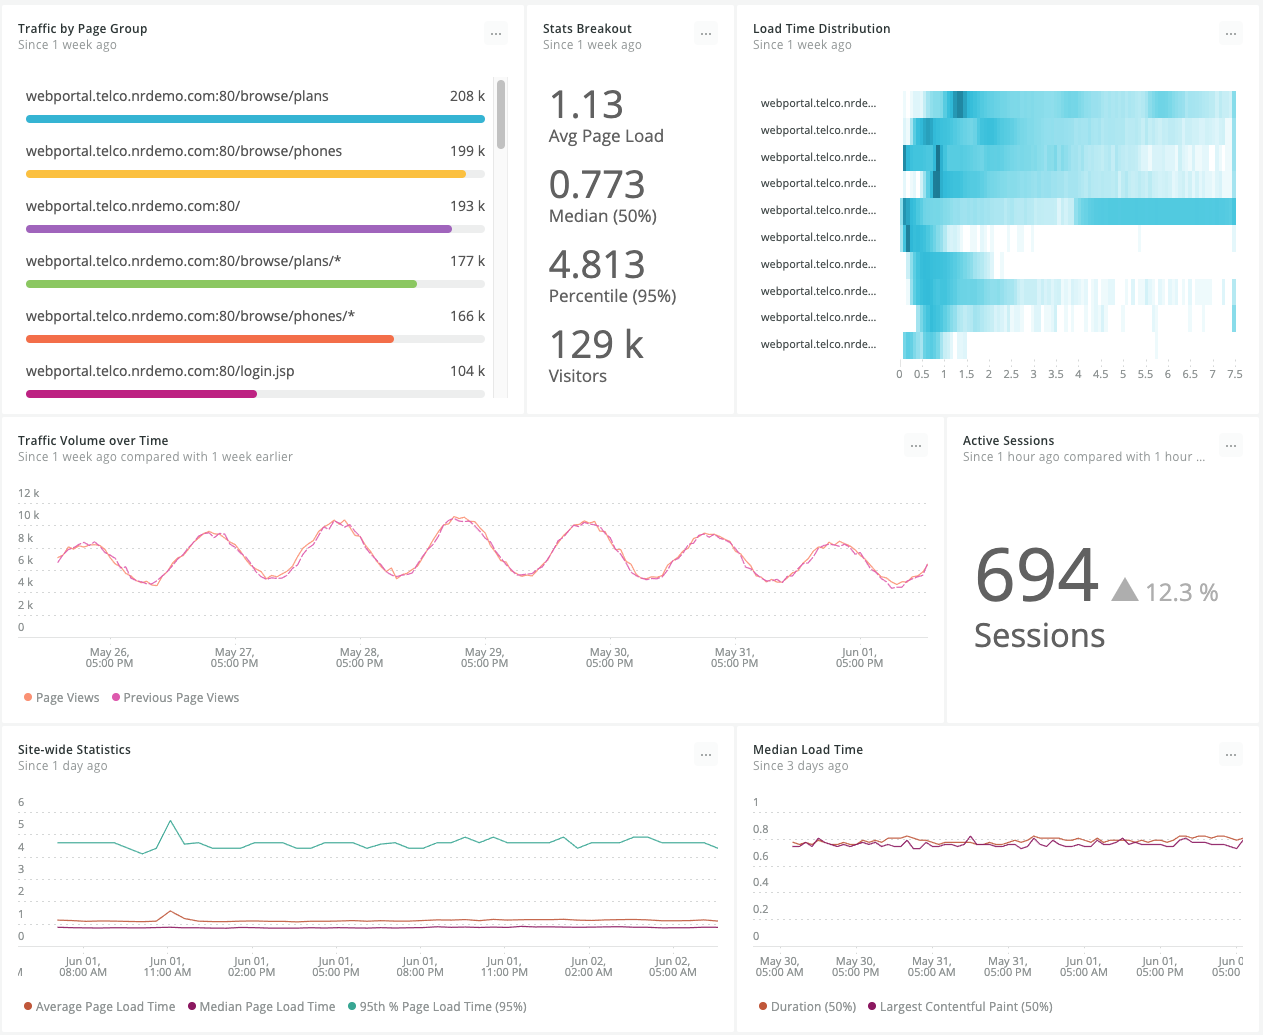 Traffic by Page Group
Since 1 week ago
...
webportal.telco.nrdemo.com:80/browse/plans 208 k
webportal.telco.nrdemo.com:80/browse/phones 199 k
webportal.telco.nrdemo.com:80/ 193 k
webportal.telco.nrdemo.com:80/browse/plans/* 177 k
webportal.telco.nrdemo.com:80/browse/phones/* 166 k
webportal.telco.nrdemo.com:80/login.jsp 104 k
Stats Breakout
Since 1 week ago
...
1.13
Avg Page Load
0.773
Median (50%)
4.813
Percentile (95%)
129 k
Visitors
Load Time Distribution
Since 1 week ago
...
webportal.telco.nrde...
webportal.telco.nrde...
webportal.telco.nrde...
webportal.telco.nrde...
webportal.telco.nrde...
webportal.telco.nrde...
webportal.telco.nrde...
webportal.telco.nrde...
webportal.telco.nrde...
webportal.telco.nrde...
0 0.5 1 1.5 2 2.5 3 3.5 4 4.5 5 5.5 6 6.5 7 7.5
Traffic Volume over Time
Since 1 week ago compared with 1 week earlier
...
12 k
10 k
8 k
6 k
4 k
2 k
0
May 26, May 27, May 28, May 29, May 30, May 31, Jun 01,
05:00 PM 05:00 PM 05:00 PM 05:00 PM 05:00 PM 05:00 PM 05:00 PM
Page Views Previous Page Views
Active Sessions
Since 1 hour ago compared with 1 hour ...
...
694 12.3 %
Sessions
Site-wide Statistics
Since 1 day ago
...
6
5
4
3
2
1
0
Jun 01, Jun 01, Jun 01, Jun 01, Jun 01, Jun 01, Jun 02, Jun 02,
M 08:00 AM 11:00 AM 02:00 PM 05:00 PM 08:00 PM 11:00 PM 02:00 AM 05:00 AM
Average Page Load Time Median Page Load Time 95th % Page Load Time (95%)
Median Load Time
Since 3 days ago
...
1
0.8
0.6
0.4
0.2
0
May 30, May 30, May 31, May 31, Jun 01, Jun 01, Jun 0
05:00 AM 05:00 PM 05:00 AM 05:00 PM 05:00 AM 05:00 PM 05:00
Duration (50%) Largest Contentful Paint (50%)